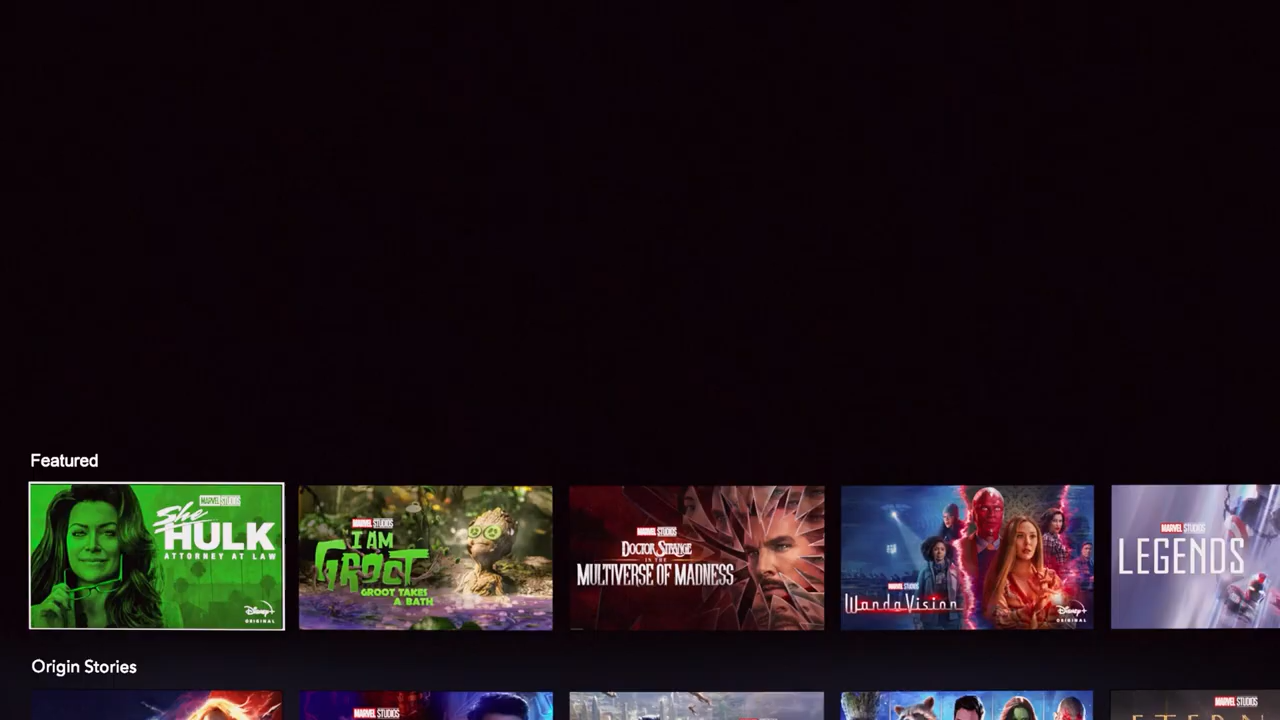 Featured
MARVEL STUDIOS
She
HULK
ATTORNEY AT LAW
Disney+
ORIGINAL
MARVEL STUDIOS
I AM
GROOT
GROOT TAKES
A BATH
MARVEL STUDIOS
DOCTOR STRANGE
IN THE
MULTIVERSE OF MADNESS
MARVEL STUDIOS
WandaVision
Disney+
ORIGINAL
MARVEL STUDIOS
LEGENDS
Origin Stories
MARVEL STUDIOS
MARVEL STUDIOS